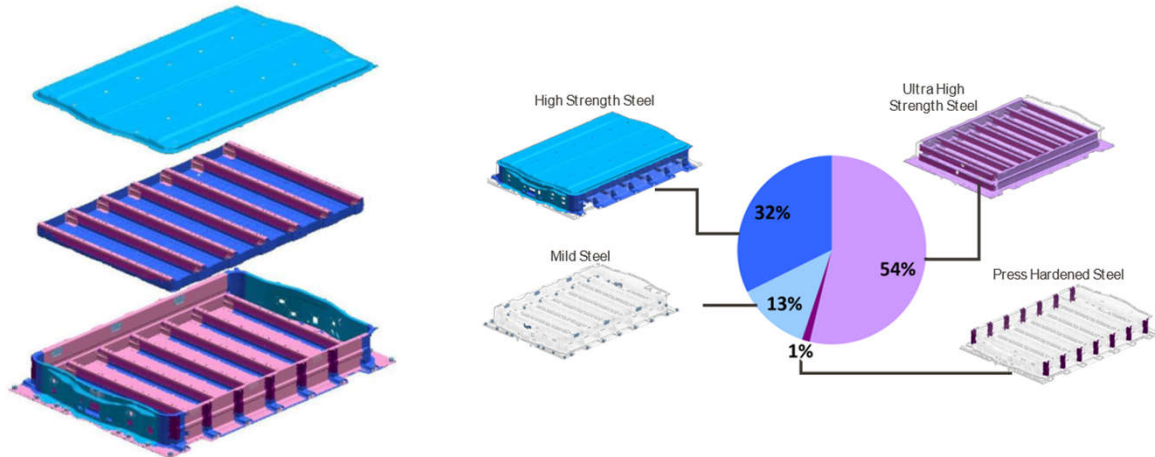 High Strength Steel
Ultra High
Strength Steel
32%
54%
Mild Steel
13%
Press Hardened Steel
1%